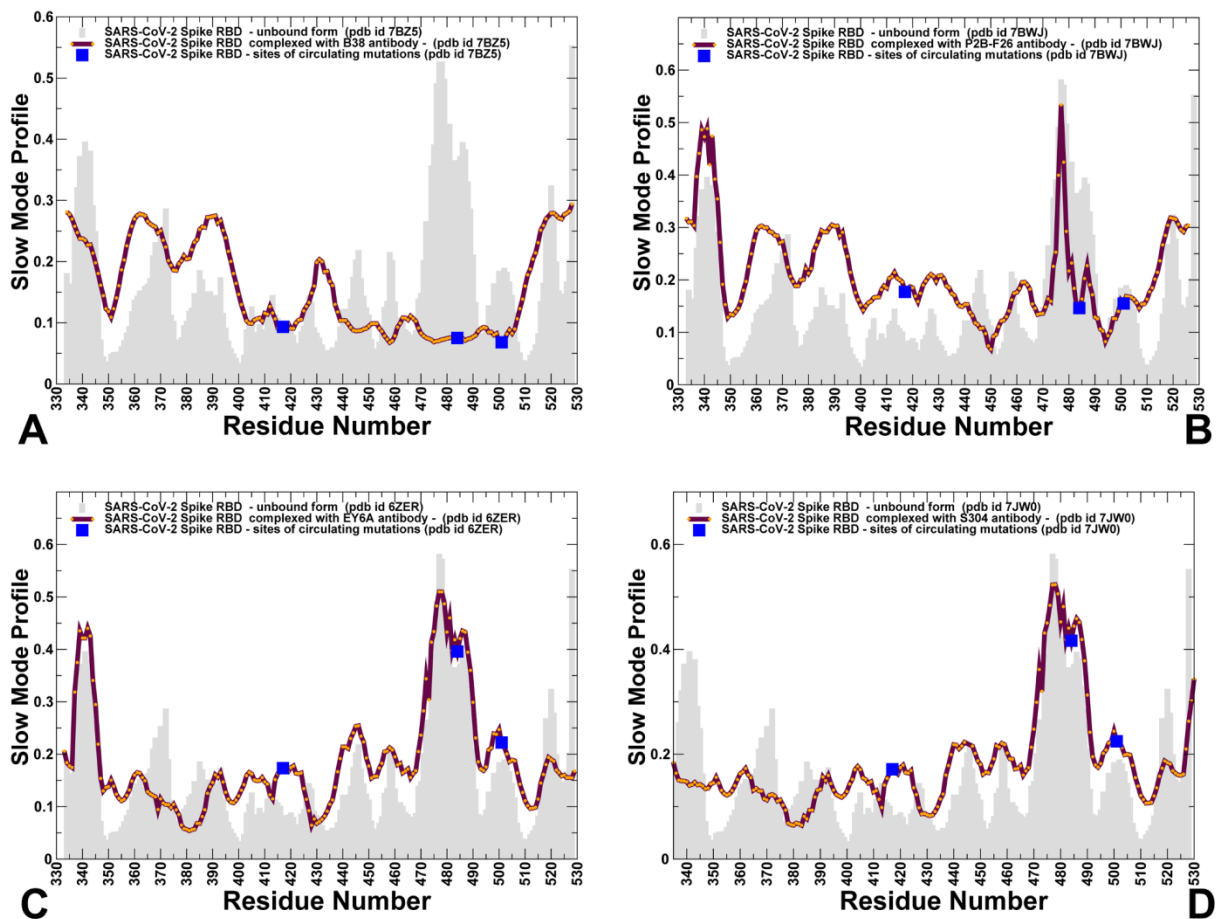 SARS-CoV-2 Spike RBD - unbound form (pdb id 7BZ5)
SARS-CoV-2 Spike RBD complexed with B38 antibody - (pdb id 7BZ5)
SARS-CoV-2 Spike RBD - sites of circulating mutations (pdb id 7BZ5)
Slow Mode Profile
0.6
0.5
0.4
0.3
0.2
0.1
0
330 340 350 360 370 380 390 400 410 420 430 440 450 460 470 480 490 500 510 520 530
Residue Number
A
SARS-CoV-2 Spike RBD - unbound form (pdb id 7BWJ)
SARS-CoV-2 Spike RBD complexed with P2B-F26 antibody - (pdb id 7BWJ)
SARS-CoV-2 Spike RBD - sites of circulating mutations (pdb id 7BWJ)
Slow Mode Profile
0.6
0.5
0.4
0.3
0.2
0.1
0
330 340 350 360 370 380 390 400 410 420 430 440 450 460 470 480 490 500 510 520 530
Residue Number
B
SARS-CoV-2 Spike RBD - unbound form (pdb id 6ZER)
SARS-CoV-2 Spike RBD complexed with EY6A antibody - (pdb id 6ZER)
SARS-CoV-2 Spike RBD - sites of circulating mutations (pdb id 6ZER)
Slow Mode Profile
0.6
0.5
0.4
0.3
0.2
0.1
0
330 340 350 360 370 380 390 400 410 420 430 440 450 460 470 480 490 500 510 520 530
Residue Number
C
SARS-CoV-2 Spike RBD - unbound form (pdb id 7JW0)
SARS-CoV-2 Spike RBD complexed with S304 antibody - (pdb id 7JW0)
SARS-CoV-2 Spike RBD - sites of circulating mutations (pdb id 7JW0)
Slow Mode Profile
0.6
0.4
0.2
0
340 350 360 370 380 390 400 410 420 430 440 450 460 470 480 490 500 510 520 530
Residue Number
D